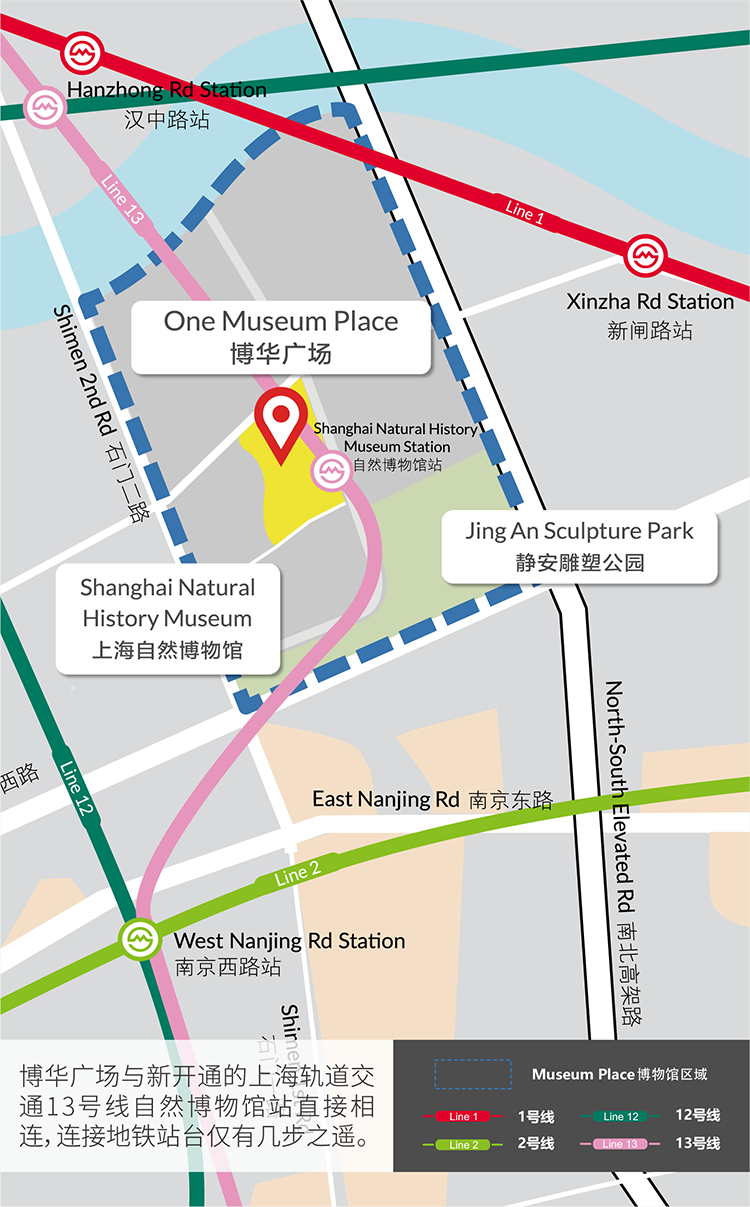 Hanzhong Rd Station
汉中路站
Line 13
Line 1
Xinzha Rd Station
新闸路站
One Museum Place
博华广场
Shimen 2nd Rd 石门二路
Shanghai Natural History
Museum Station
自然博物馆站
Jing An Sculpture Park
静安雕塑公园
Shanghai Natural
History Museum
上海自然博物馆
North-South Elevated Rd 南北高架路
西路
Line 12
East Nanjing Rd 南京东路
Line 2
West Nanjing Rd Station
南京西路站
博华广场与新开通的上海轨道交
通13号线自然博物馆站直接相
连,连接地铁站台仅有几步之遥。
Museum Place 博物馆区域
Line 1 1号线
Line 12 12号线
Line 2 2号线
Line 13 13号线